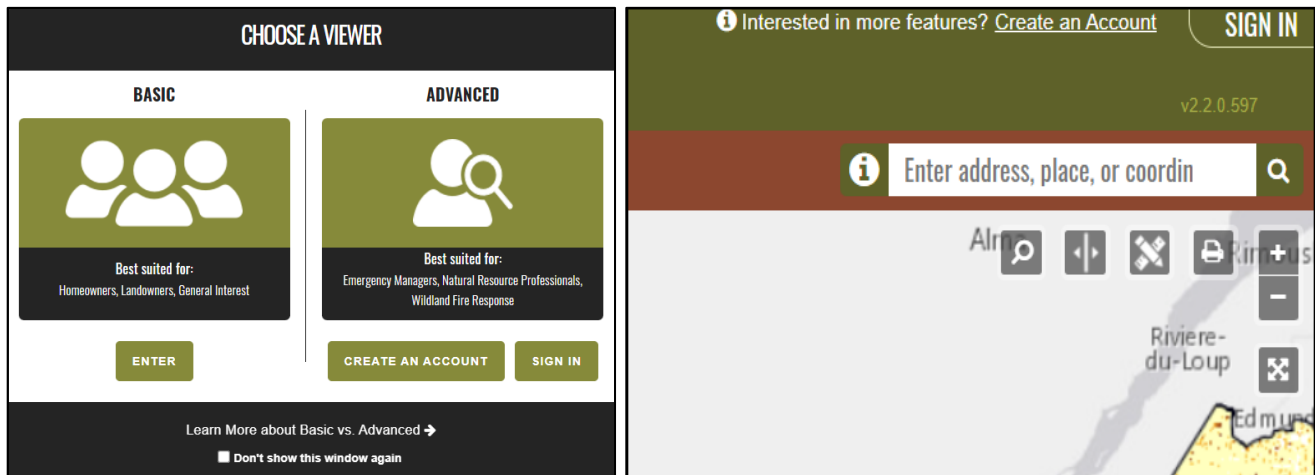 CHOOSE A VIEWER
BASIC
ADVANCED
Best suited for:
Homeowners, Landowners, General Interest
Best suited for:
Emergency Managers, Natural Resource Professionals,
Wildland Fire Response
ENTER
CREATE AN ACCOUNT
SIGN IN
Learn More about Basic vs. Advanced →
Don't show this window again
Interested in more features? Create an Account
SIGN IN
v2.2.0.597
Enter address, place, or coordin
Riviere-
du-Loup
Edmund